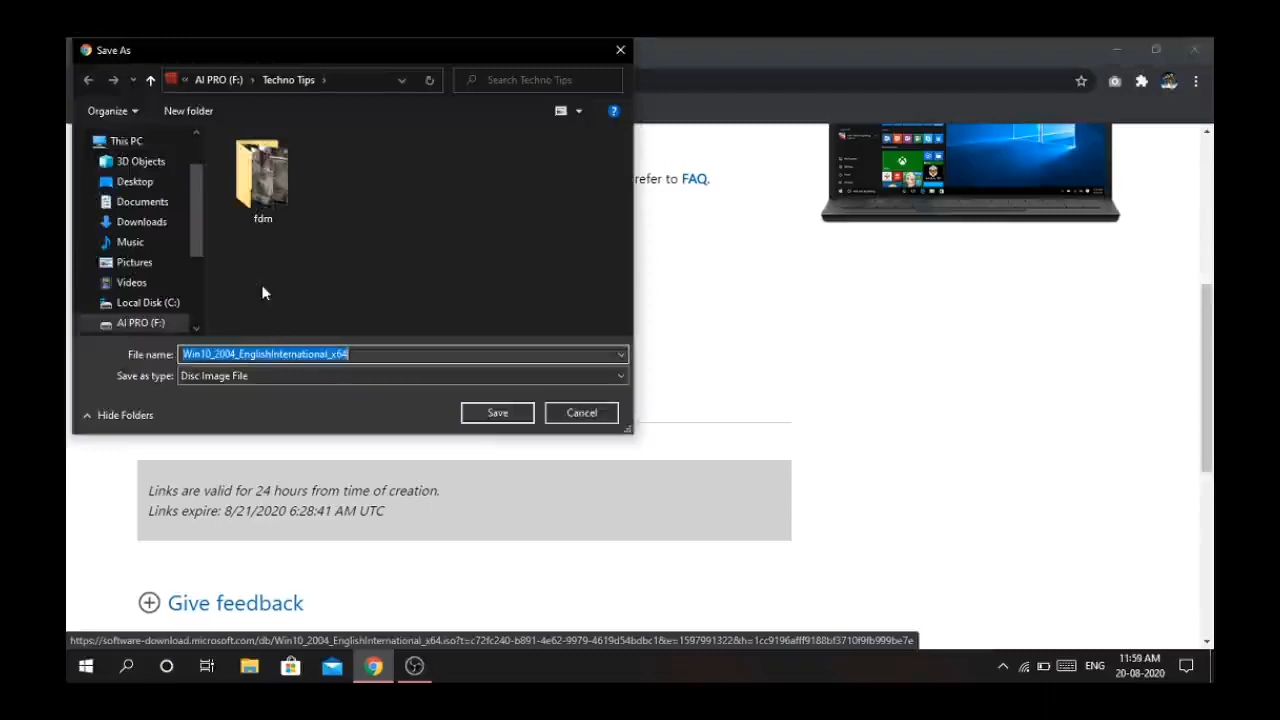 Save As
« AI PRO (F:) › Techno Tips ›
Search Techno Tips
Organize
New folder
This PC
3D Objects
Desktop
Documents
Downloads
Music
Pictures
Videos
Local Disk (C:)
AI PRO (F:)
fdm
File name: Win10_2004_EnglishInternational_x64
Save as type: Disc Image File
Hide Folders
Save
Cancel
refer to FAQ.
Links are valid for 24 hours from time of creation.
Links expire: 8/21/2020 6:28:41 AM UTC
Give feedback
https://software-download.microsoft.com/db/Win10_2004_EnglishInternational_x64.iso?t=c72fc240-b891-4e62-9979-4619d54bdbc1&e=1597991322&h=1cc9196afff9188bf3710f9fb999be7e
ENG
11:59 AM
20-08-2020